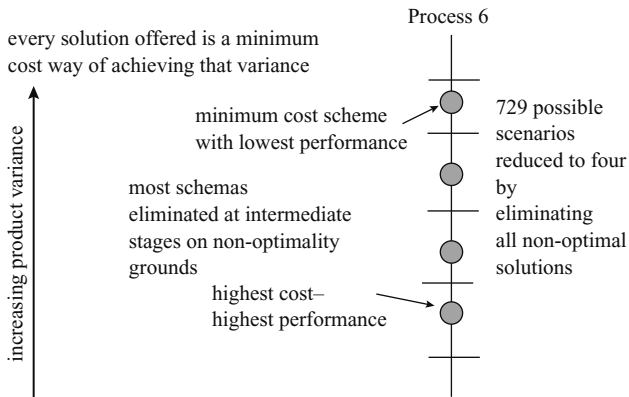 Process 6
every solution offered is a minimum
cost way of achieving that variance
increasing product variance
minimum cost scheme
with lowest performance
729 possible
scenarios
reduced to four
by
eliminating
all non-optimal
solutions
most schemas
eliminated at intermediate
stages on non-optimality
grounds
highest cost–
highest performance